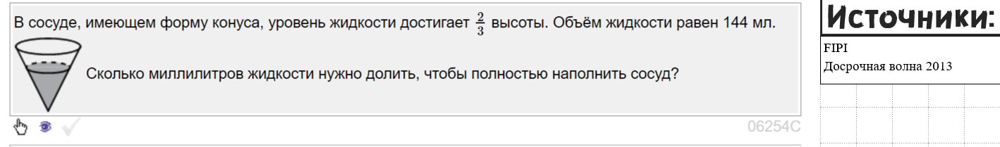 В сосуде, имеющем форму конуса, уровень жидкости достигает 2/3 высоты. Объём жидкости равен 144 мл.
Сколько миллилитров жидкости нужно долить, чтобы полностью наполнить сосуд?
06254C
Источники:
FIPI
Досрочная волна 2013